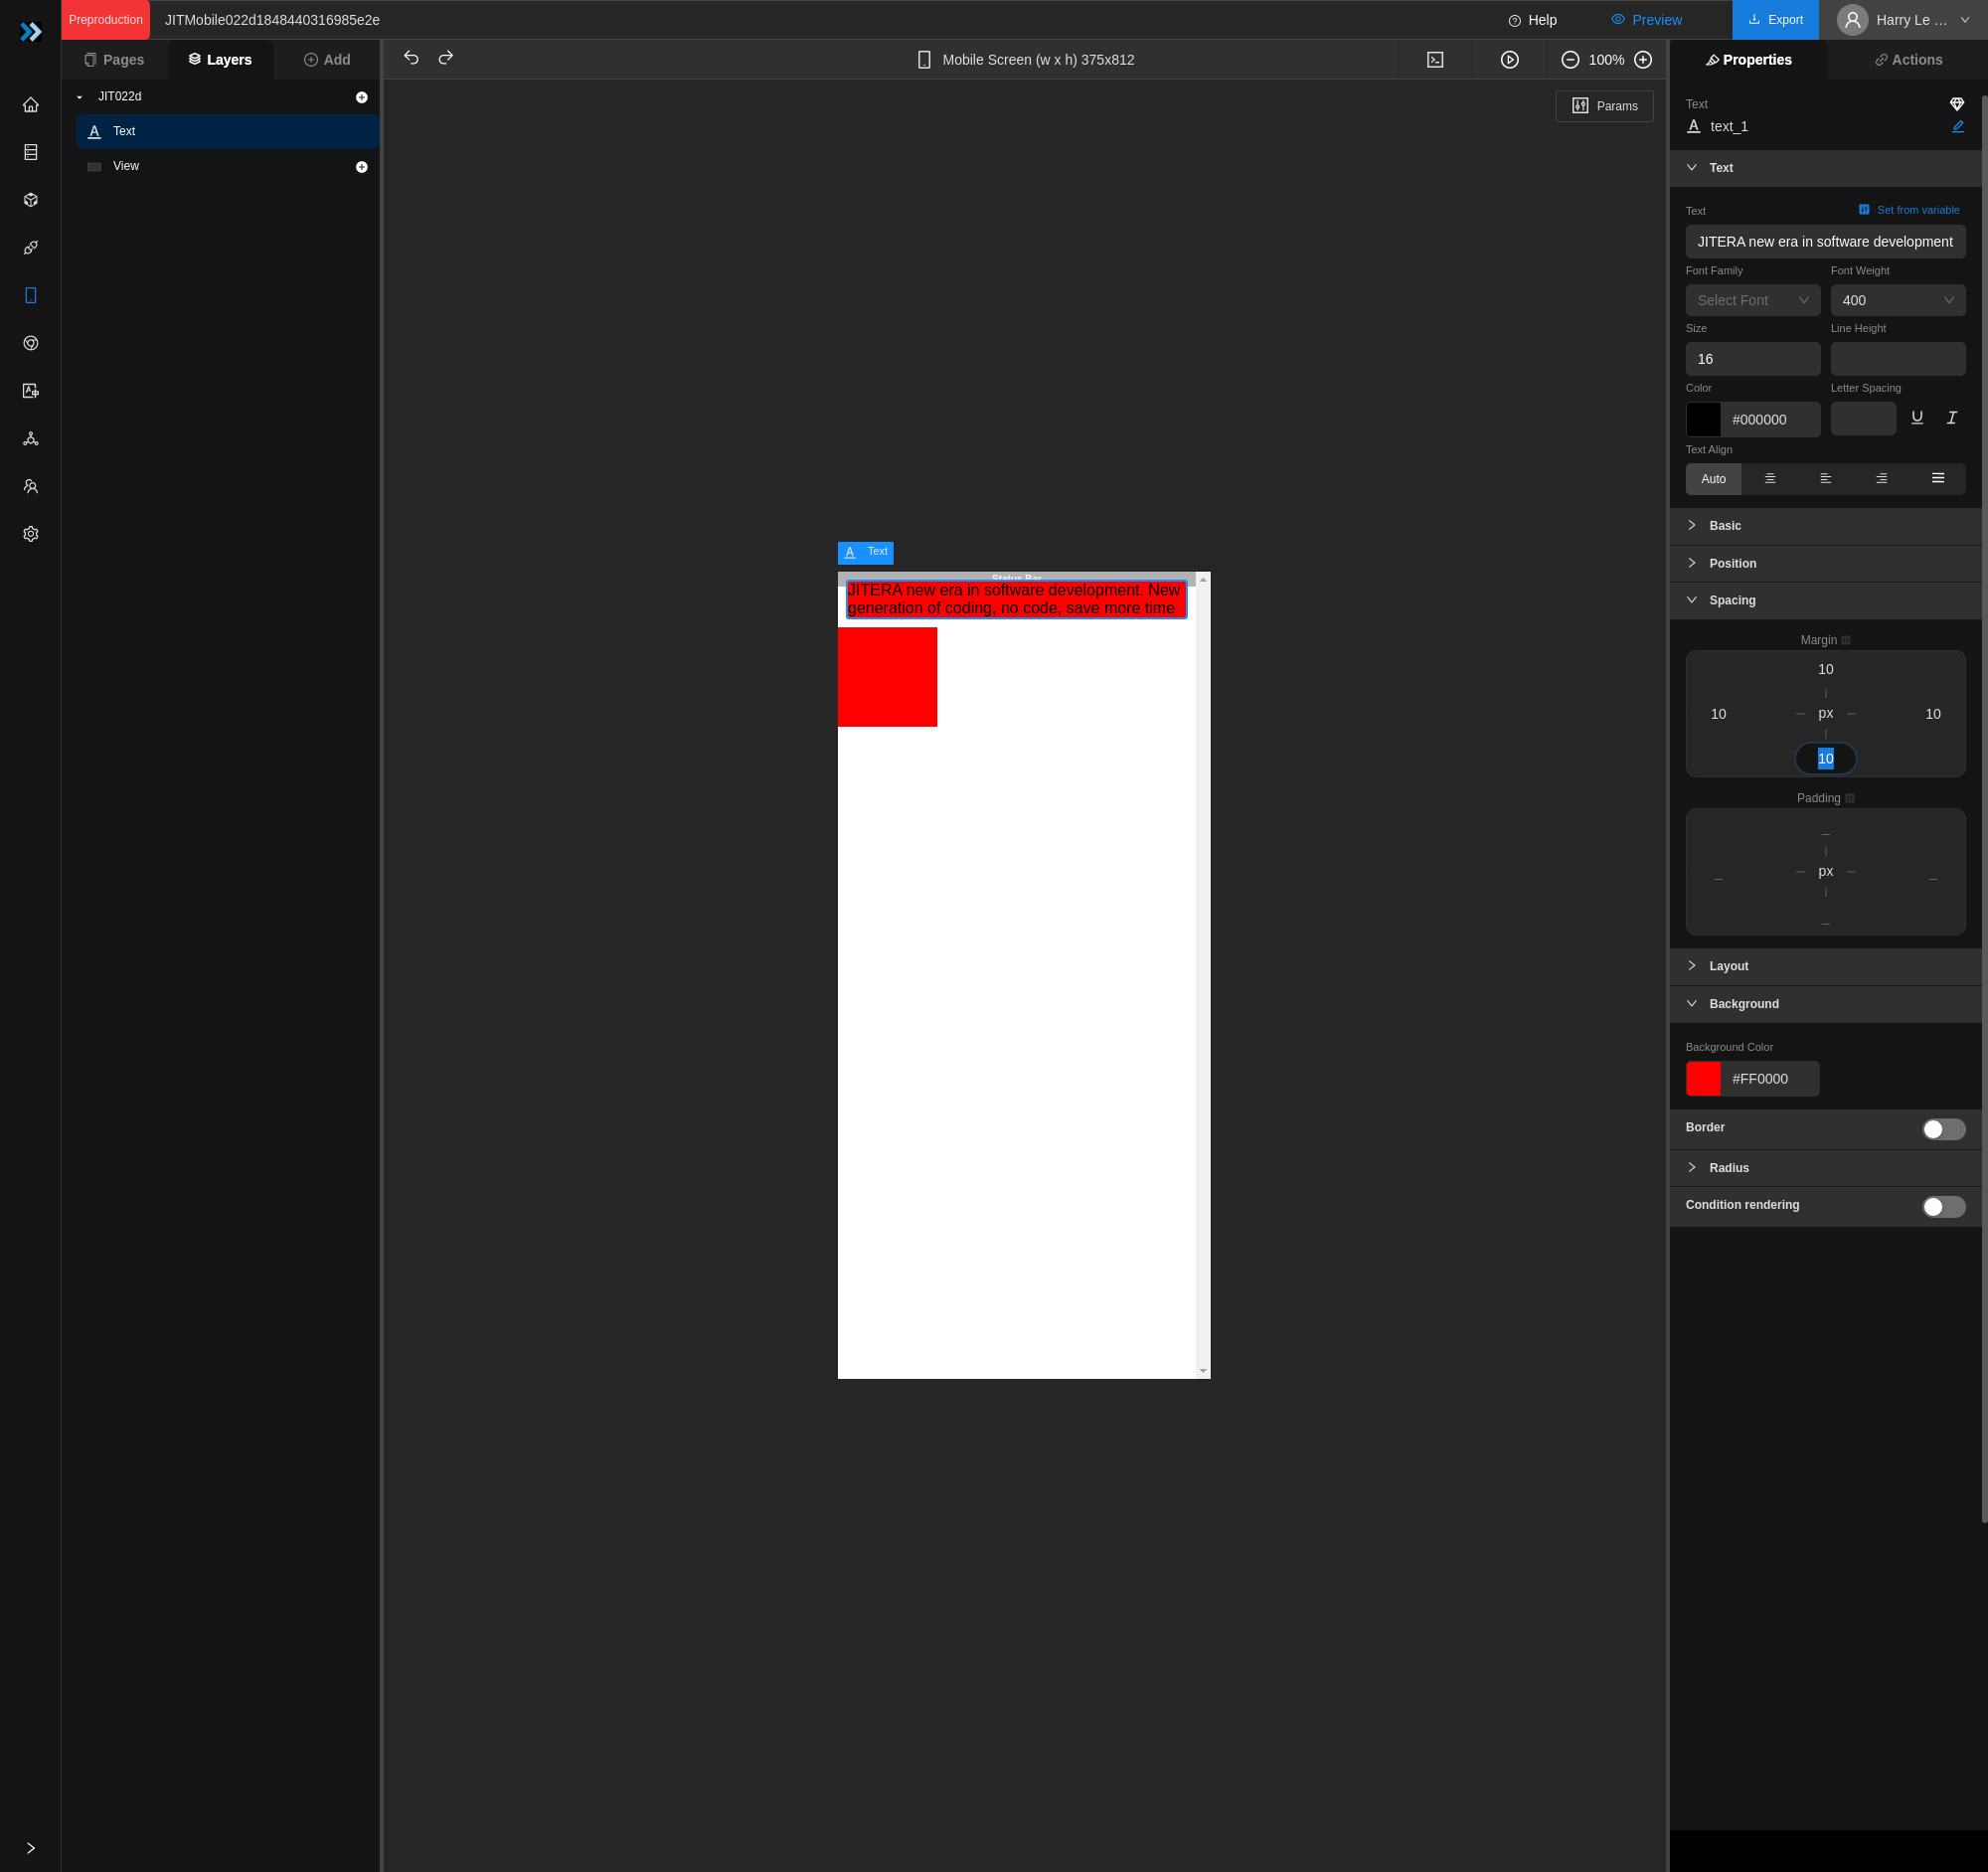 Preproduction
JITMobile022d1848440316985e2e
Help
Preview
Export
Harry Le ...
Pages
Layers
Add
Mobile Screen (w x h) 375x812
100%
Properties
Actions
JIT022d
Text
View
Params
Text
text_1
Text
Text
Set from variable
JITERA new era in software development
Font Family
Font Weight
Select Font
400
Size
Line Height
16
Color
Letter Spacing
#000000
Text Align
Auto
Basic
Position
Spacing
Margin
10
10
px
10
10
Padding
px
Layout
Background
Background Color
#FF0000
Border
Radius
Condition rendering
Text
Status Bar
JITERA new era in software development. New
generation of coding, no code, save more time